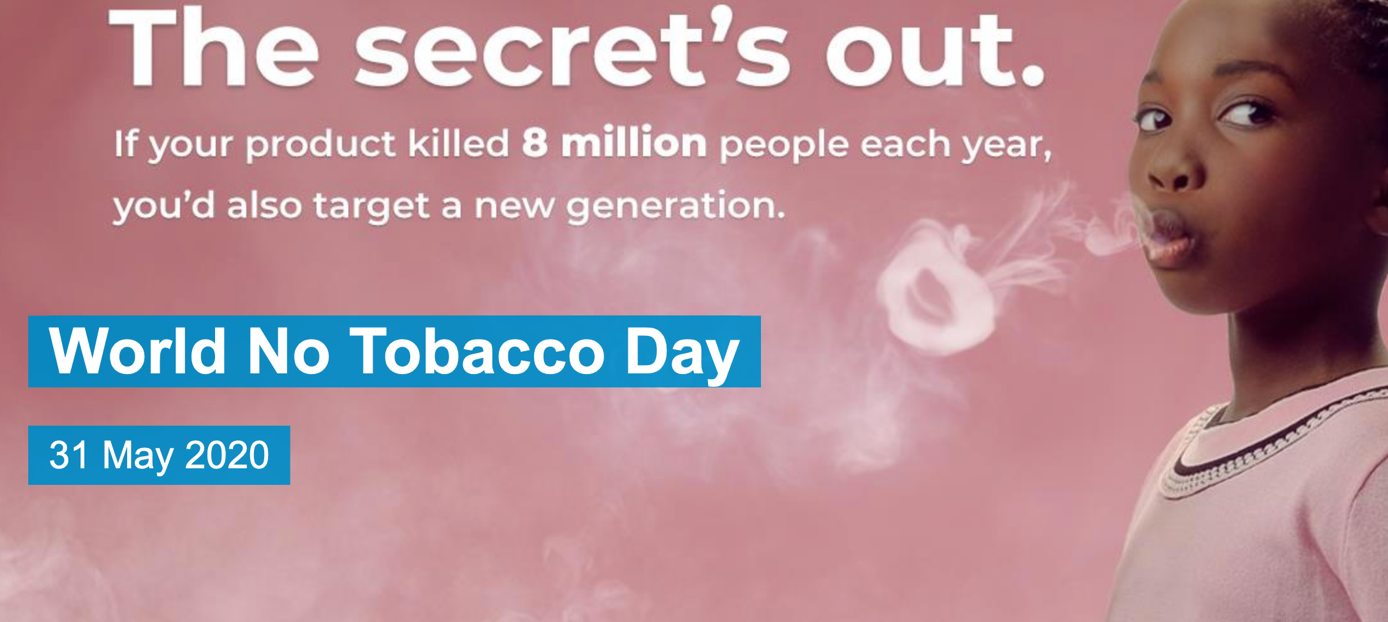 The secret’s out.
If your product killed 8 million people each year,
you’d also target a new generation.
World No Tobacco Day
31 May 2020